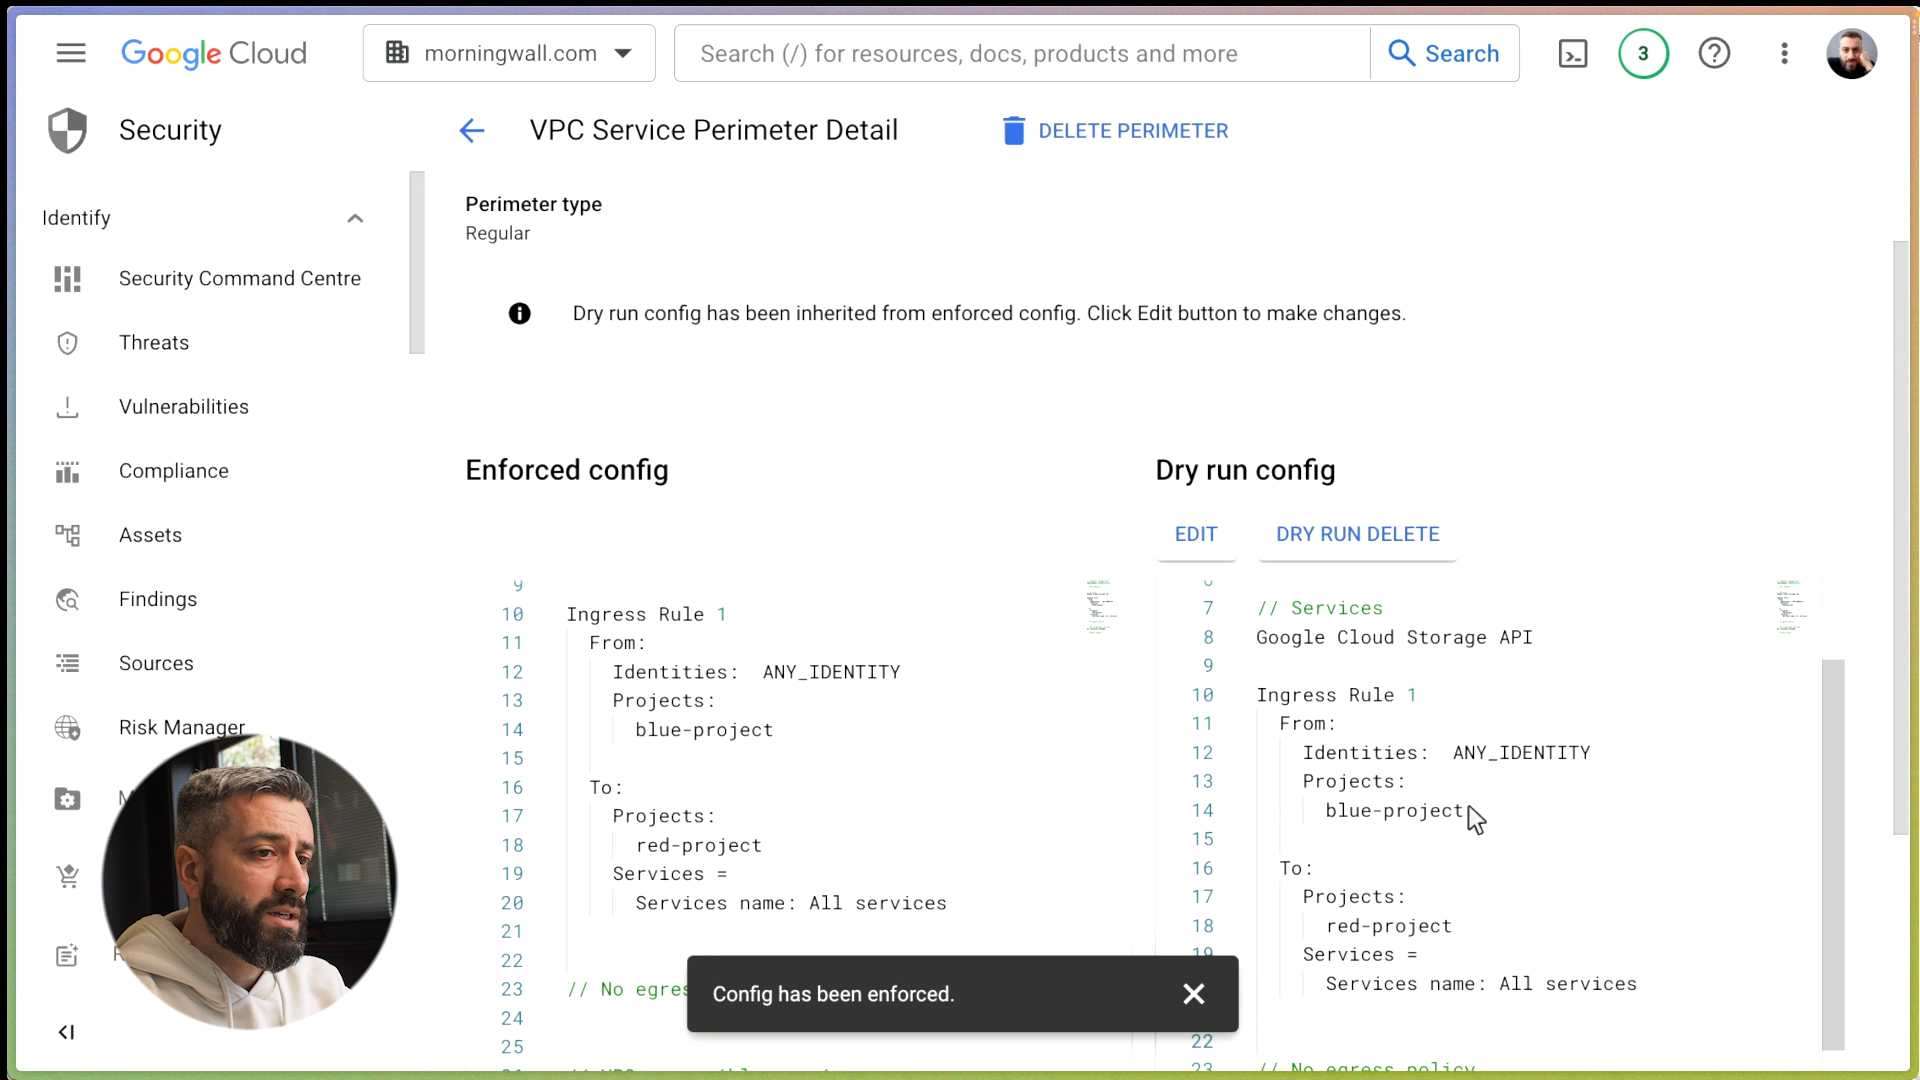 Google Cloud
morningwall.com
Search (/) for resources, docs, products and more
Search
3
Security
VPC Service Perimeter Detail
DELETE PERIMETER
Identify
Security Command Centre
Threats
Vulnerabilities
Compliance
Assets
Findings
Sources
Risk Manager
Perimeter type
Regular
Dry run config has been inherited from enforced config. Click Edit button to make changes.
Enforced config
9
10 Ingress Rule 1
11 From:
12 Identities: ANY_IDENTITY
13 Projects:
14 blue-project
15
16 To:
17 Projects:
18 red-project
19 Services =
20 Services name: All services
21
22
23 // No egres
24
25
Dry run config
EDIT
DRY RUN DELETE
7 // Services
8 Google Cloud Storage API
9
10 Ingress Rule 1
11 From:
12 Identities: ANY_IDENTITY
13 Projects:
14 blue-project
15
16 To:
17 Projects:
18 red-project
19 Services =
Services name: All services
22
23 // No egress policy
Config has been enforced.